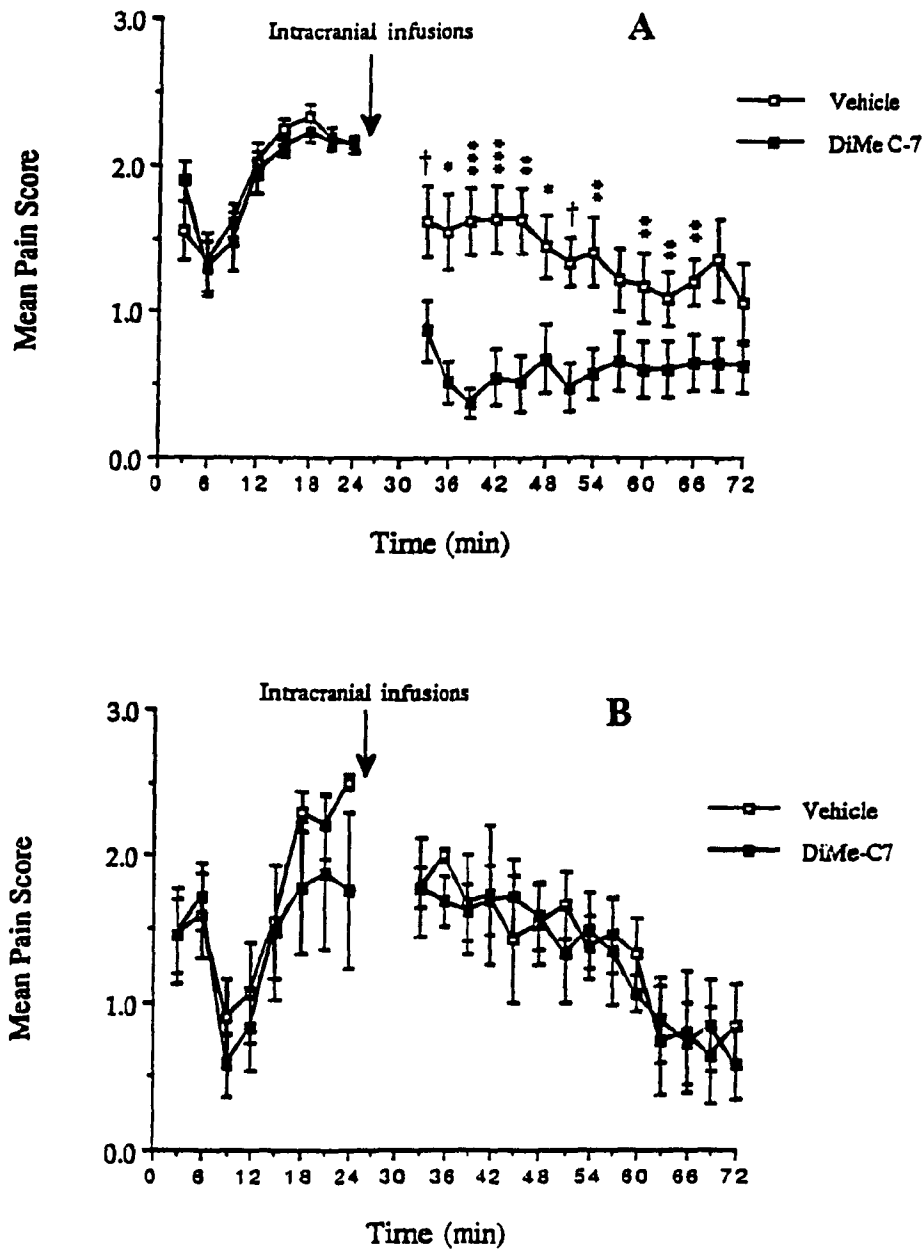 3.0
Intracranial infusions
A
Vehicle
DiMe C-7
2.0
† * *** *** ** * † ** ** ** **
Mean Pain Score
1.0
0.0
0 6 12 18 24 30 36 42 48 54 60 66 72
Time (min)
Intracranial infusions
3.0
B
Vehicle
DiMe-C7
2.0
Mean Pain Score
1.0
0.0
0 6 12 18 24 30 36 42 48 54 60 66 72
Time (min)